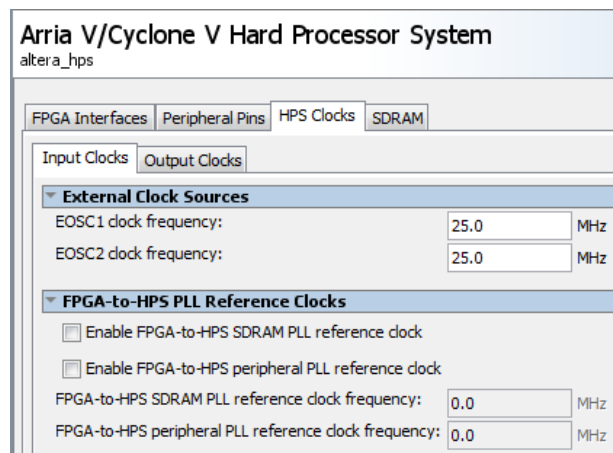 Arria V/Cyclone V Hard Processor System
altera_hps
FPGA Interfaces Peripheral Pins HPS Clocks SDRAM
Input Clocks Output Clocks
External Clock Sources
EOSC1 clock frequency: 25.0 MHz
EOSC2 clock frequency: 25.0 MHz
FPGA-to-HPS PLL Reference Clocks
Enable FPGA-to-HPS SDRAM PLL reference clock
Enable FPGA-to-HPS peripheral PLL reference clock
FPGA-to-HPS SDRAM PLL reference clock frequency: 0.0 MHz
FPGA-to-HPS peripheral PLL reference clock frequency: 0.0 MHz